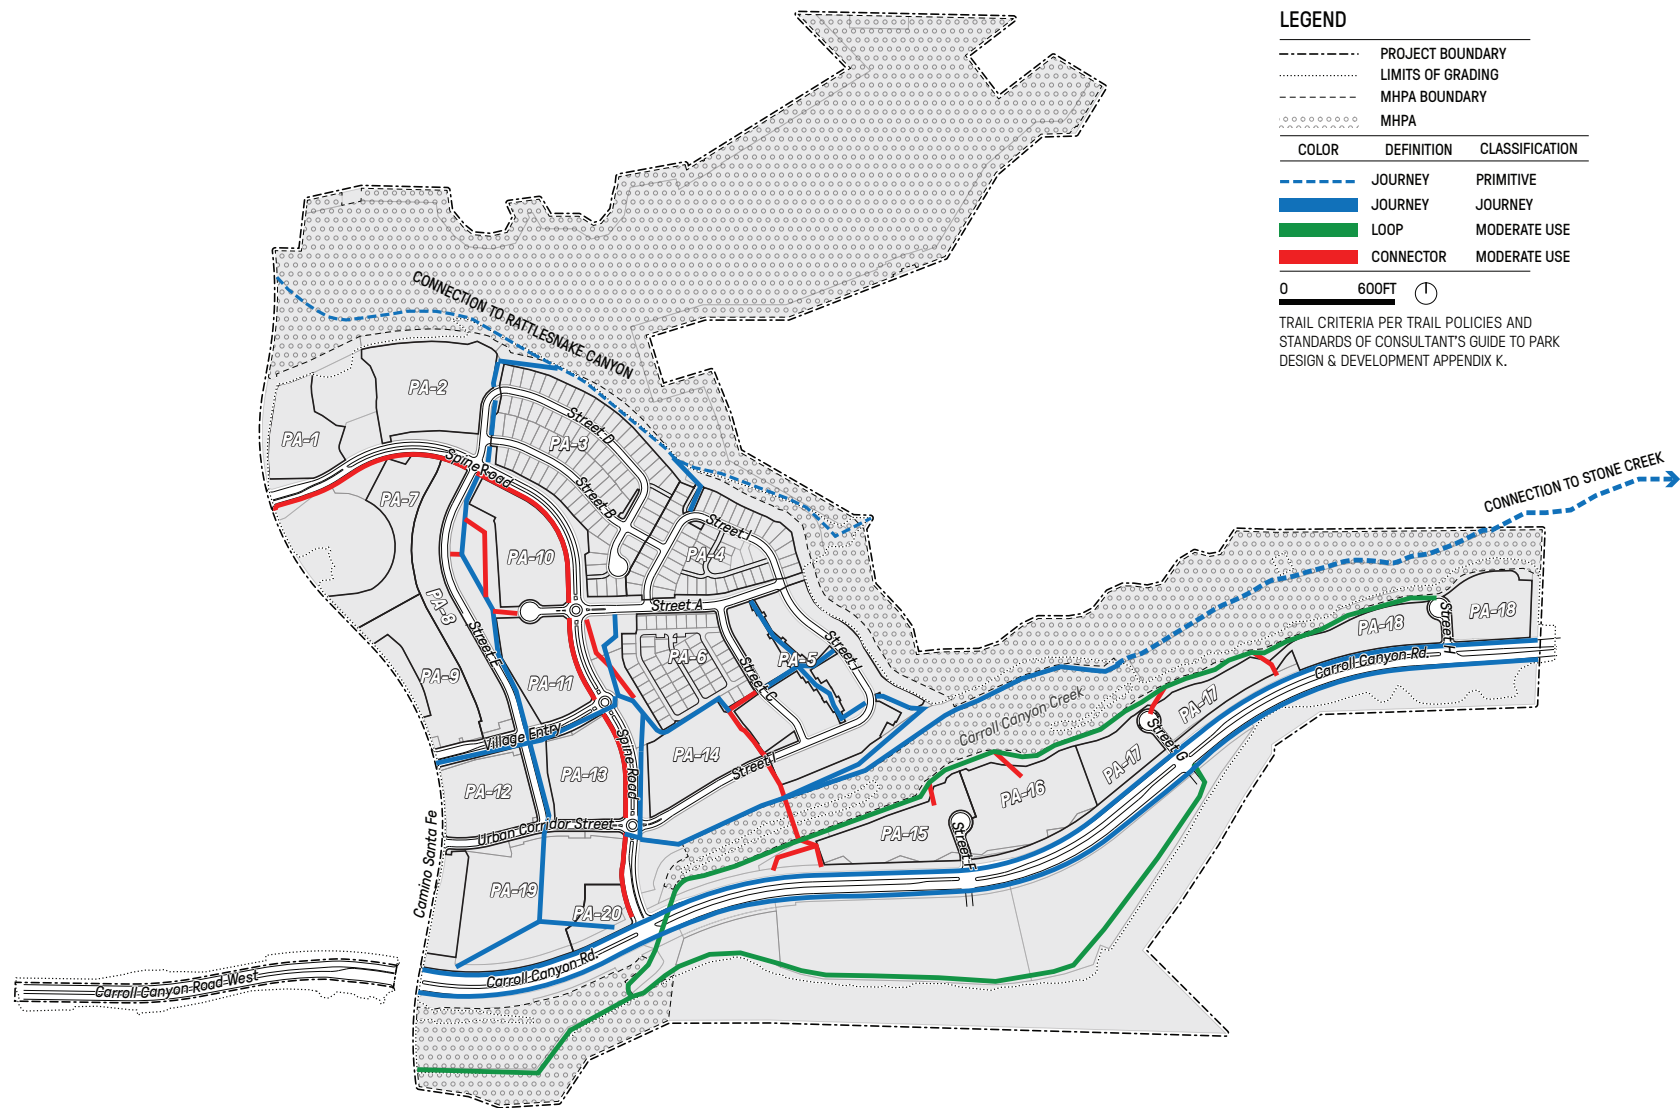 LEGEND
PROJECT BOUNDARY
LIMITS OF GRADING
MHPA BOUNDARY
MHPA
COLOR DEFINITION CLASSIFICATION
JOURNEY PRIMITIVE
JOURNEY JOURNEY
LOOP MODERATE USE
CONNECTOR MODERATE USE
0 600FT
TRAIL CRITERIA PER TRAIL POLICIES AND
STANDARDS OF CONSULTANT'S GUIDE TO PARK
DESIGN & DEVELOPMENT APPENDIX K.
CONNECTION TO RATTLESNAKE CANYON
CONNECTION TO STONE CREEK
PA-1
PA-2
PA-3
Street D
Street B
Spine Road
PA-7
PA-10
Street I
PA-4
PA-8
Street E
Street A
PA-6
PA-5
Street I
Street C
PA-9
PA-11
Village Entry
Spine Road
PA-14
Street I
PA-13
PA-12
Urban Corridor Street
Camino Santa Fe
PA-19
PA-20
Carroll Canyon Rd.
Carroll Canyon Road West
Carroll Canyon Creek
PA-15
Street F
PA-16
PA-17
Street G
PA-17
PA-18
Street H
PA-18
Carroll Canyon Rd.